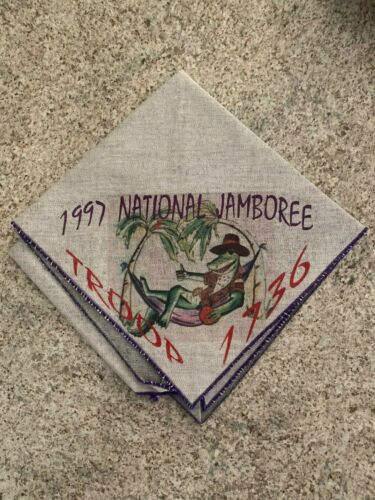 1997 NATIONAL JAMBOREE
TROOP 1736